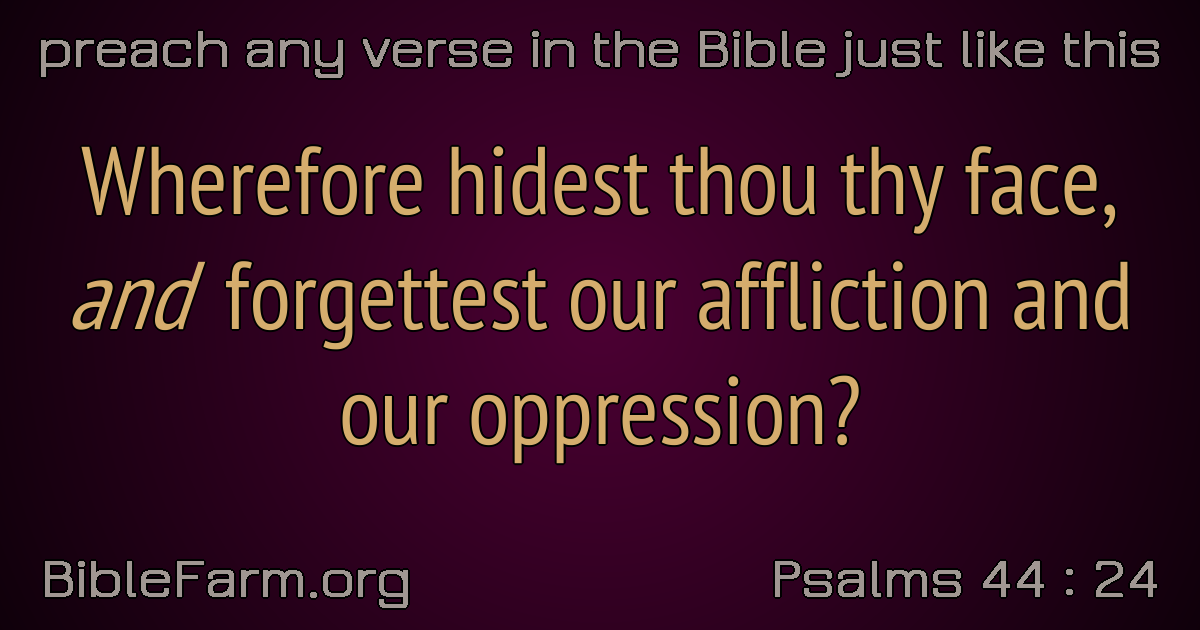 preach any verse in the Bible just like this
Wherefore hidest thou thy face,
and forgettest our affliction and
our oppression?
BibleFarm.org
Psalms 44 : 24